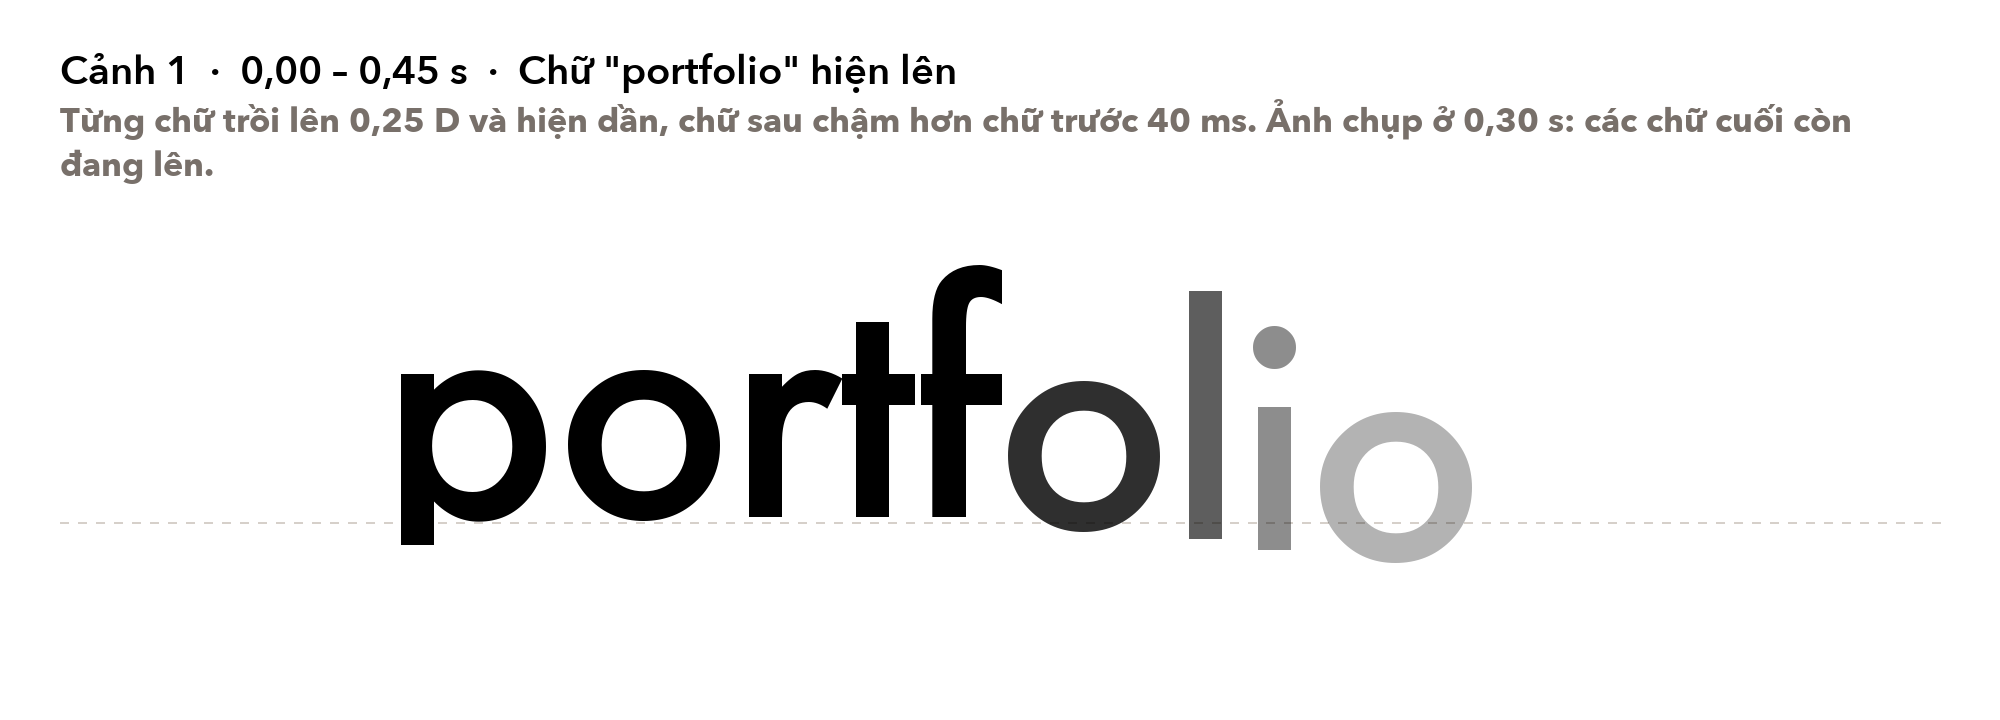 Cảnh 1 · 0,00 – 0,45 s · Chữ "portfolio" hiện lên
Từng chữ trồi lên 0,25 D và hiện dần, chữ sau chậm hơn chữ trước 40 ms. Ảnh chụp ở 0,30 s: các chữ cuối còn
đang lên.
portfolio